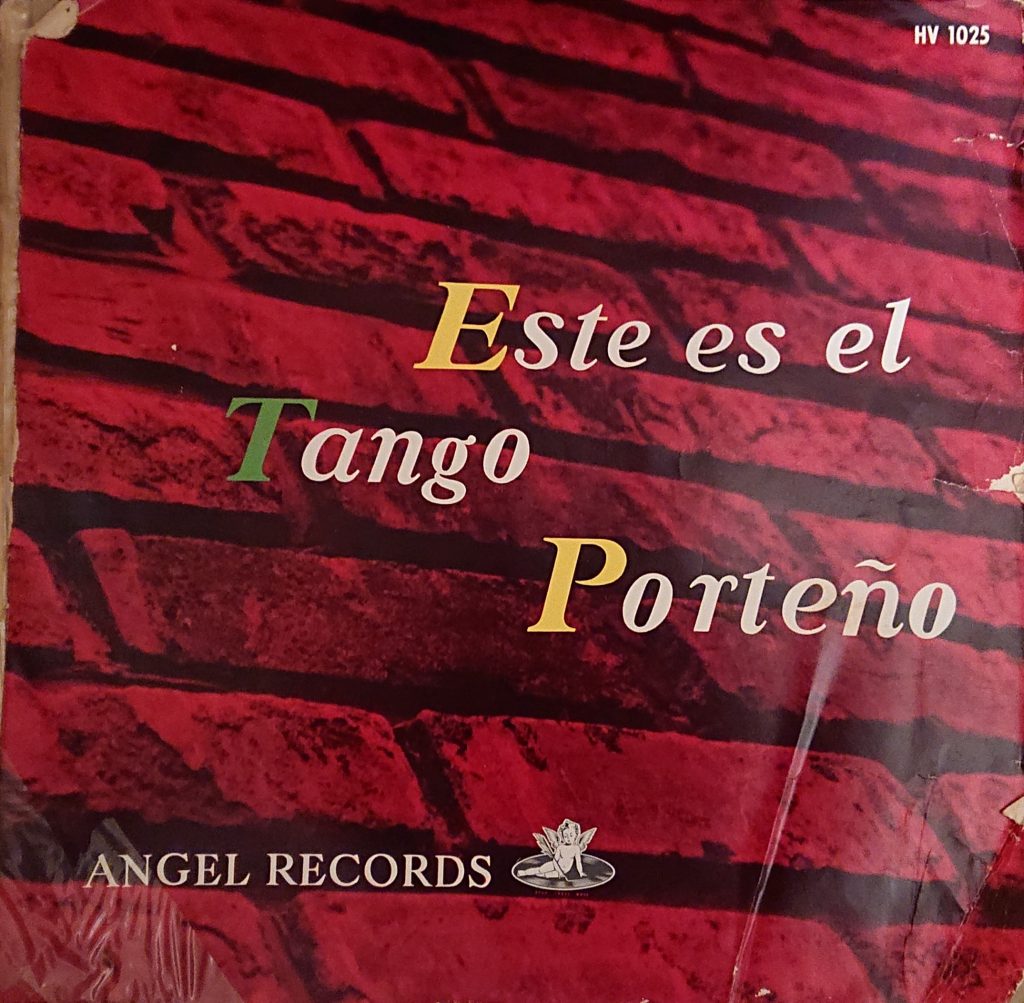 HV 1025
Este es el
Tango
Porteño
ANGEL RECORDS